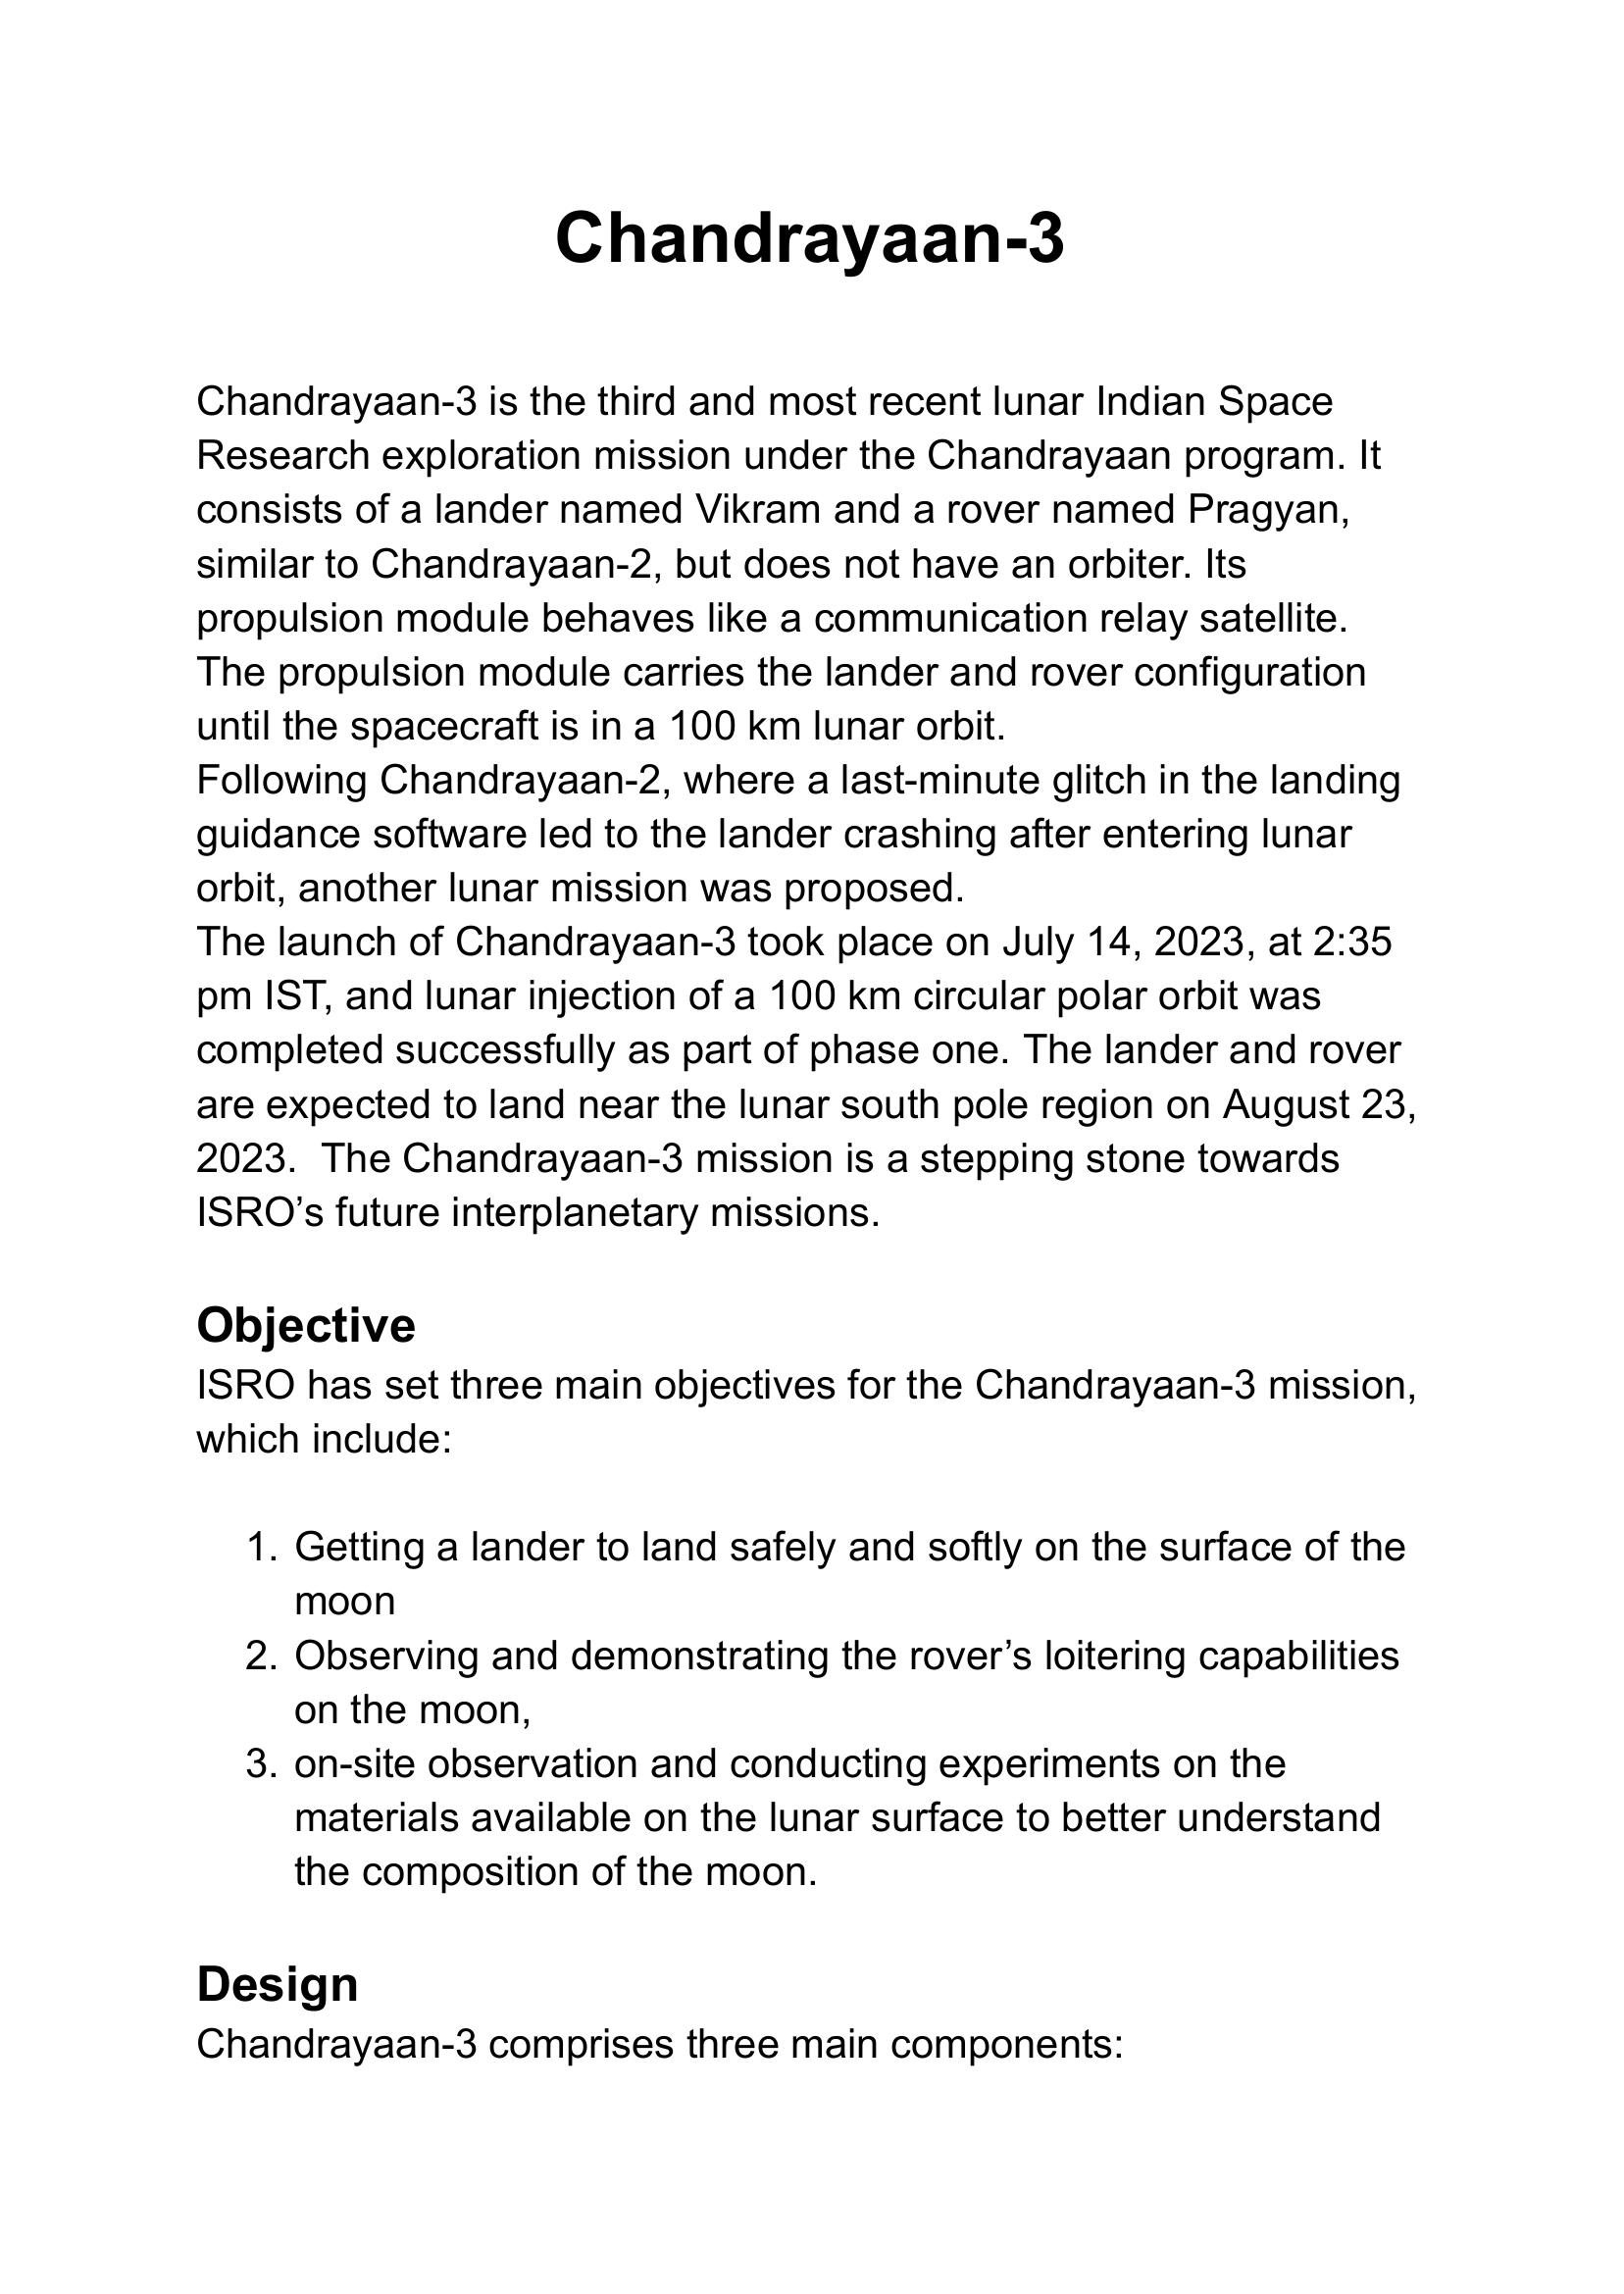 Chandrayaan-3
Chandrayaan-3 is the third and most recent lunar Indian Space
Research exploration mission under the Chandrayaan program. It
consists of a lander named Vikram and a rover named Pragyan,
similar to Chandrayaan-2, but does not have an orbiter. Its
propulsion module behaves like a communication relay satellite.
The propulsion module carries the lander and rover configuration
until the spacecraft is in a 100 km lunar orbit.
Following Chandrayaan-2, where a last-minute glitch in the landing
guidance software led to the lander crashing after entering lunar
orbit, another lunar mission was proposed.
The launch of Chandrayaan-3 took place on July 14, 2023, at 2:35
pm IST, and lunar injection of a 100 km circular polar orbit was
completed successfully as part of phase one. The lander and rover
are expected to land near the lunar south pole region on August 23,
2023.  The Chandrayaan-3 mission is a stepping stone towards
ISRO’s future interplanetary missions.
Objective
ISRO has set three main objectives for the Chandrayaan-3 mission,
which include:
1. Getting a lander to land safely and softly on the surface of the
moon
2. Observing and demonstrating the rover’s loitering capabilities
on the moon,
3. on-site observation and conducting experiments on the
materials available on the lunar surface to better understand
the composition of the moon.
Design
Chandrayaan-3 comprises three main components: